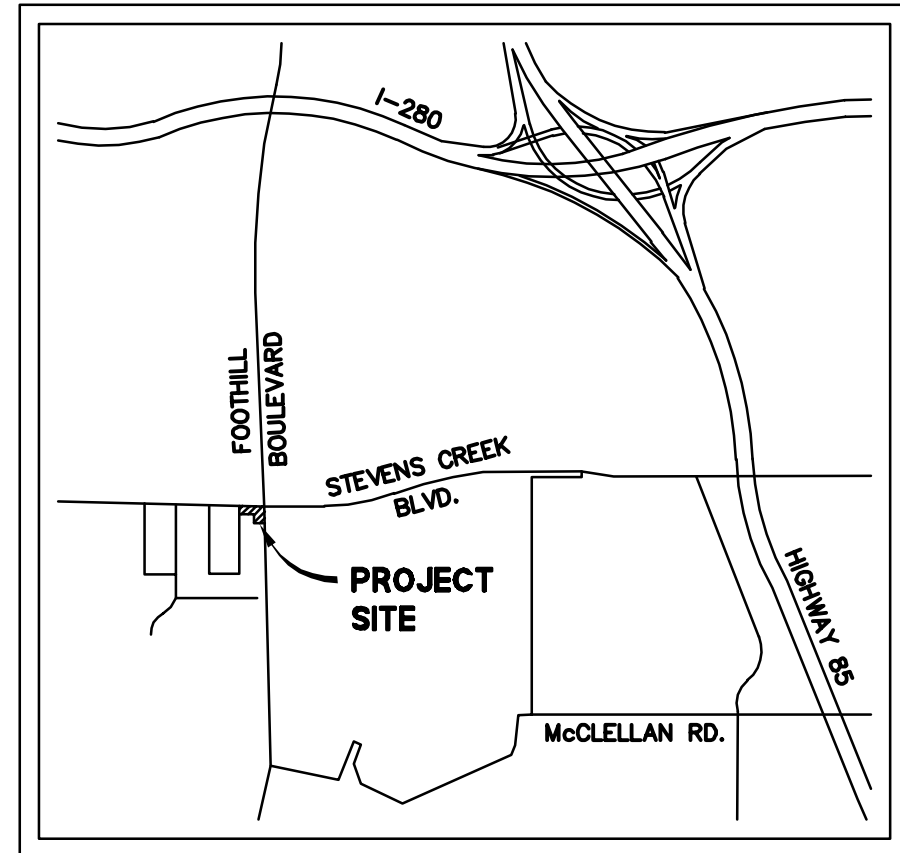 I-280
FOOTHILL
BOULEVARD
STEVENS CREEK
BLVD.
PROJECT
SITE
HIGHWAY 85
McCLELLAN RD.